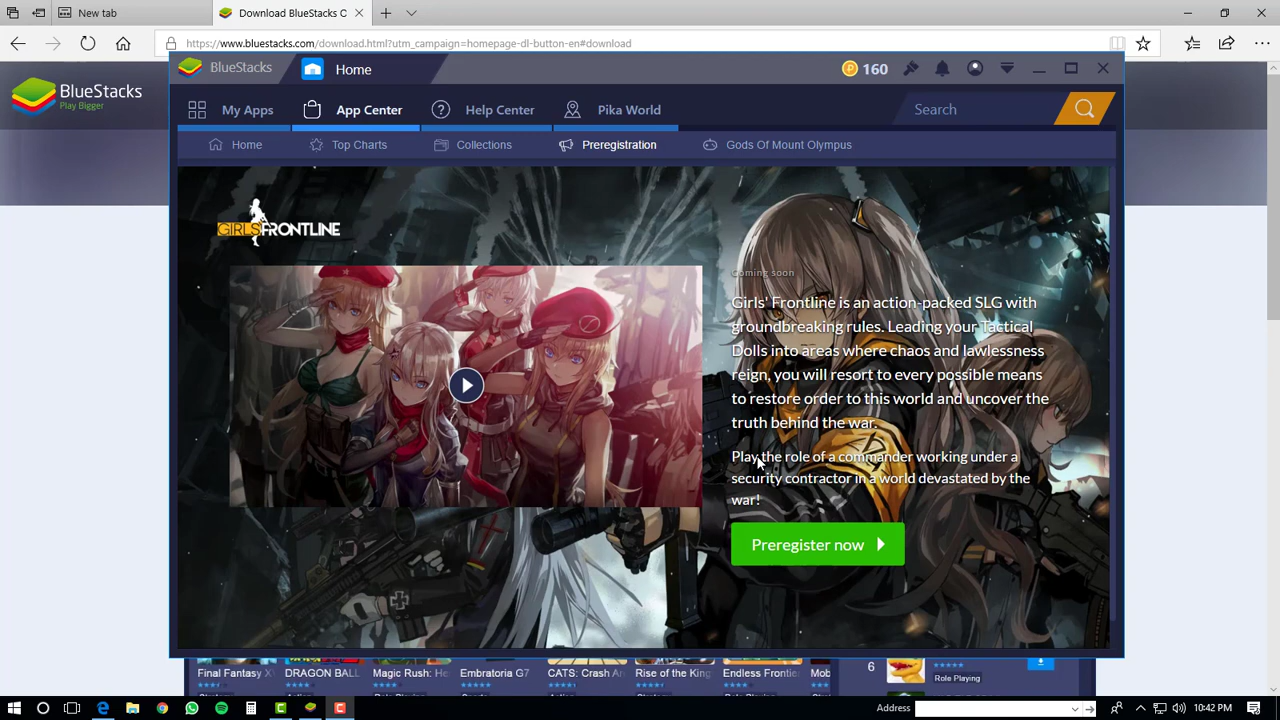 New tab
Download BlueStacks O
https://www.bluestacks.com/download.html?utm_campaign=homepage-dl-button-en#download
BlueStacks
Play Bigger
BlueStacks
Home
160
My Apps
App Center
Help Center
Pika World
Search
Home
Top Charts
Collections
Preregistration
Gods Of Mount Olympus
GIRLS FRONTLINE
Coming soon
Girls' Frontline is an action-packed SLG with
groundbreaking rules. Leading your Tactical
Dolls into areas where chaos and lawlessness
reign, you will resort to every possible means
to restore order to this world and uncover the
truth behind the war.
Play the role of a commander working under a
security contractor in a world devastated by the
war!
Preregister now
Final Fantasy X
DRAGON BALL
Magic Rush: He
Embratoria G7
CATS: Crash Ar
Rise of the King
Endless Frontie
Mob
6
Role Playing
Address
10:42 PM